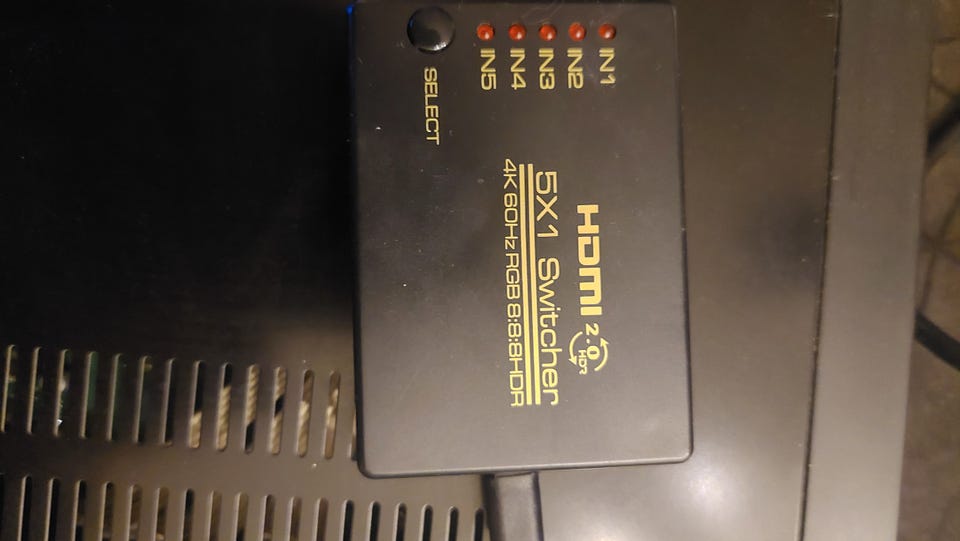 IN1
IN2
IN3
IN4
IN5
SELECT
HDMI 2.0 HDR
5X1 Switcher
4K 60Hz RGB 8:8:8HDR